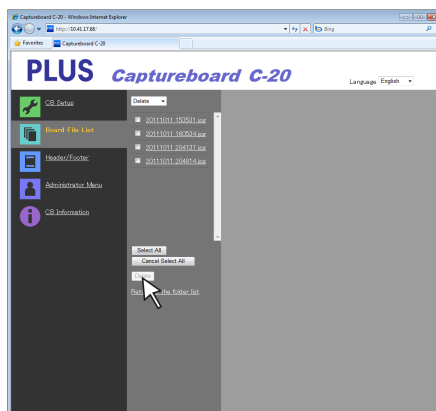 Captureboard C-20 - Windows Internet Explorer
http://10.41.17.88/
Bing
Favorites
Captureboard C-20
PLUS Captureboard C-20
Language English
CB Setup
Board File List
Header/Footer
Administrator Menu
CB Information
Delete
20111011_153531.jpg
20111011_160534.jpg
20111011_204137.jpg
20111011_204814.jpg
Select All
Cancel Select All
Delete
the folder list